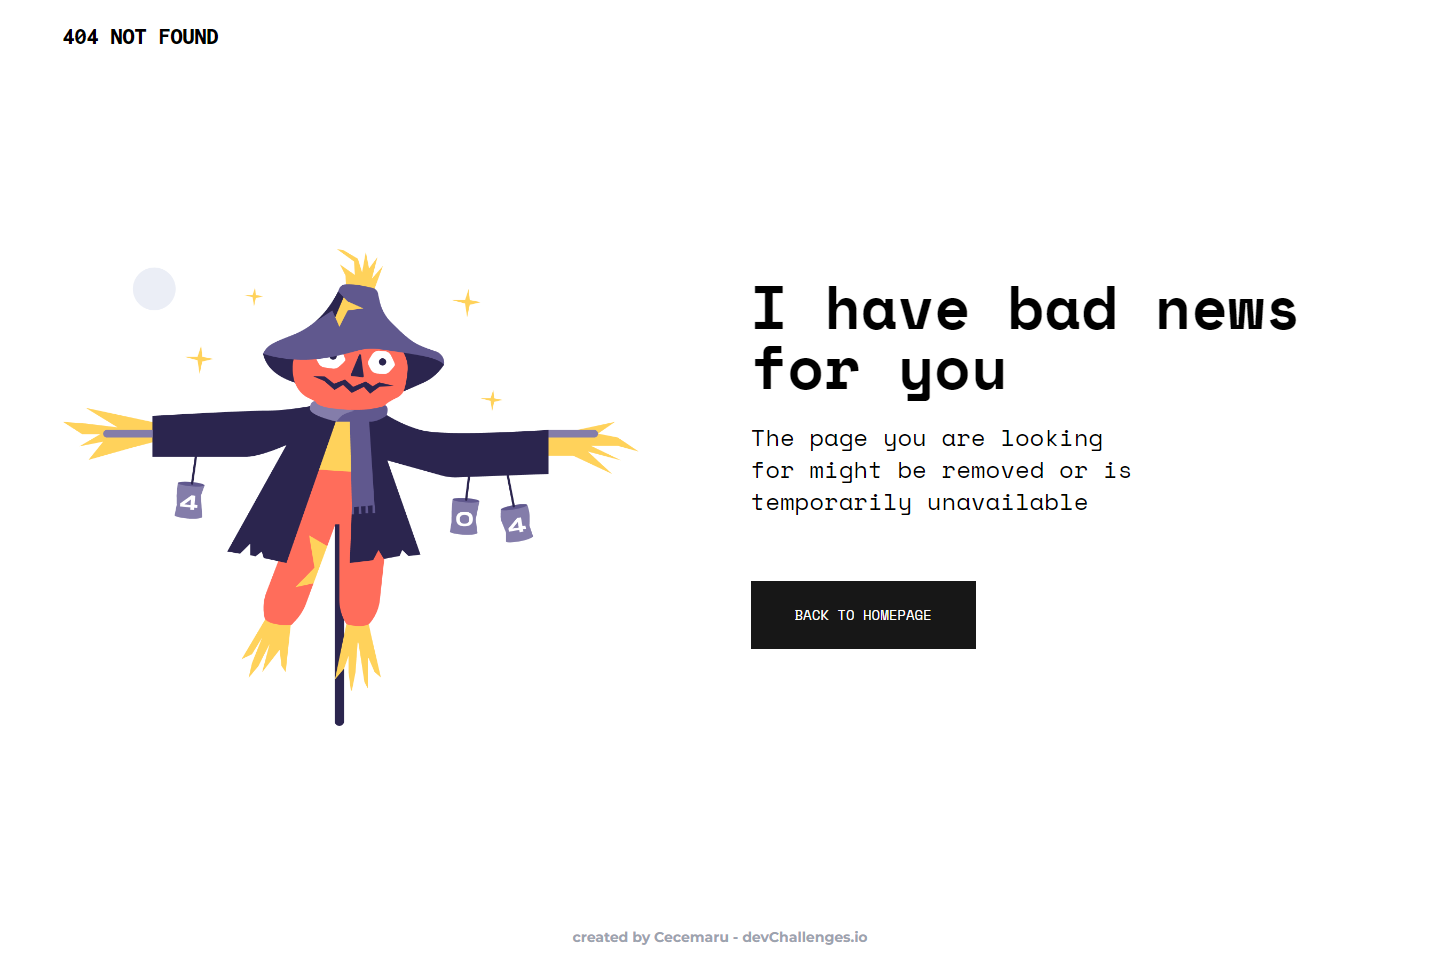 404 NOT FOUND
I have bad news
for you
The page you are looking
for might be removed or is
temporarily unavailable
4
0
4
BACK TO HOMEPAGE
created by Cecemaru - devChallenges.io